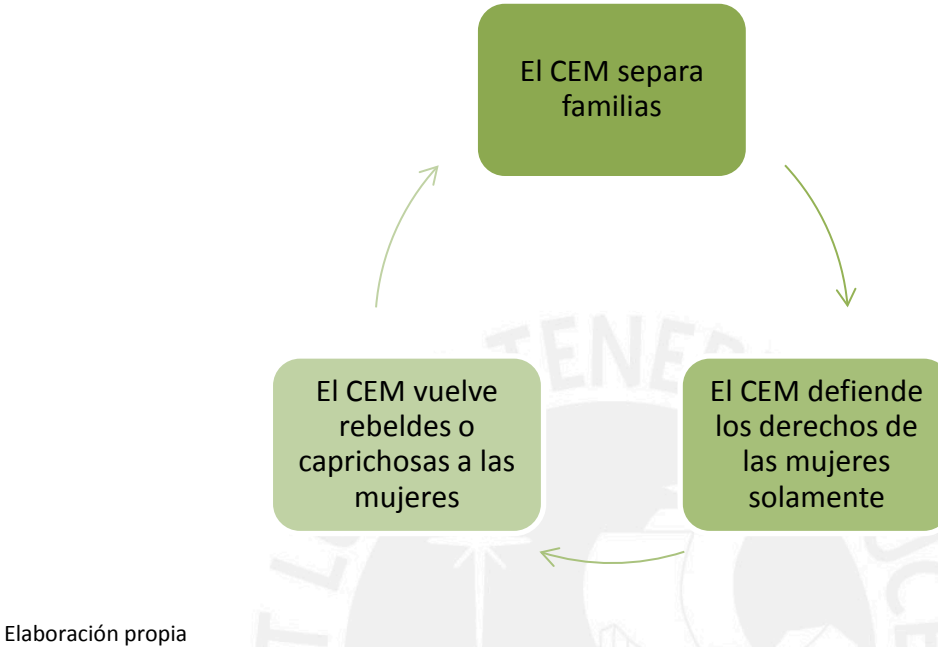 El CEM separa
familias
El CEM vuelve
rebeldes o
caprichosas a las
mujeres
El CEM defiende
los derechos de
las mujeres
solamente
TENE
Elaboración propia